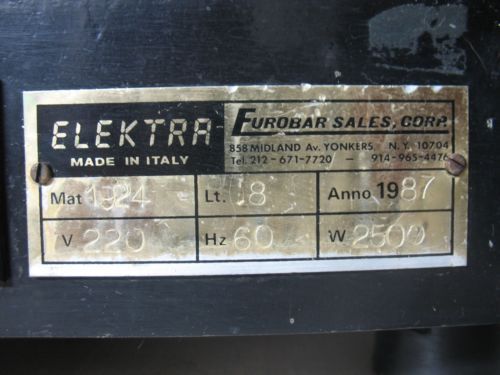 ELEKTRA
MADE IN ITALY
EUROBAR SALES, CORP.
858 MIDLAND Av. YONKERS, N.Y. 10704
Tel. 212-671-7720 — 914-965-4476
Mat 1924 Lt. 18 Anno 1987
V 220 Hz 60 W 2500